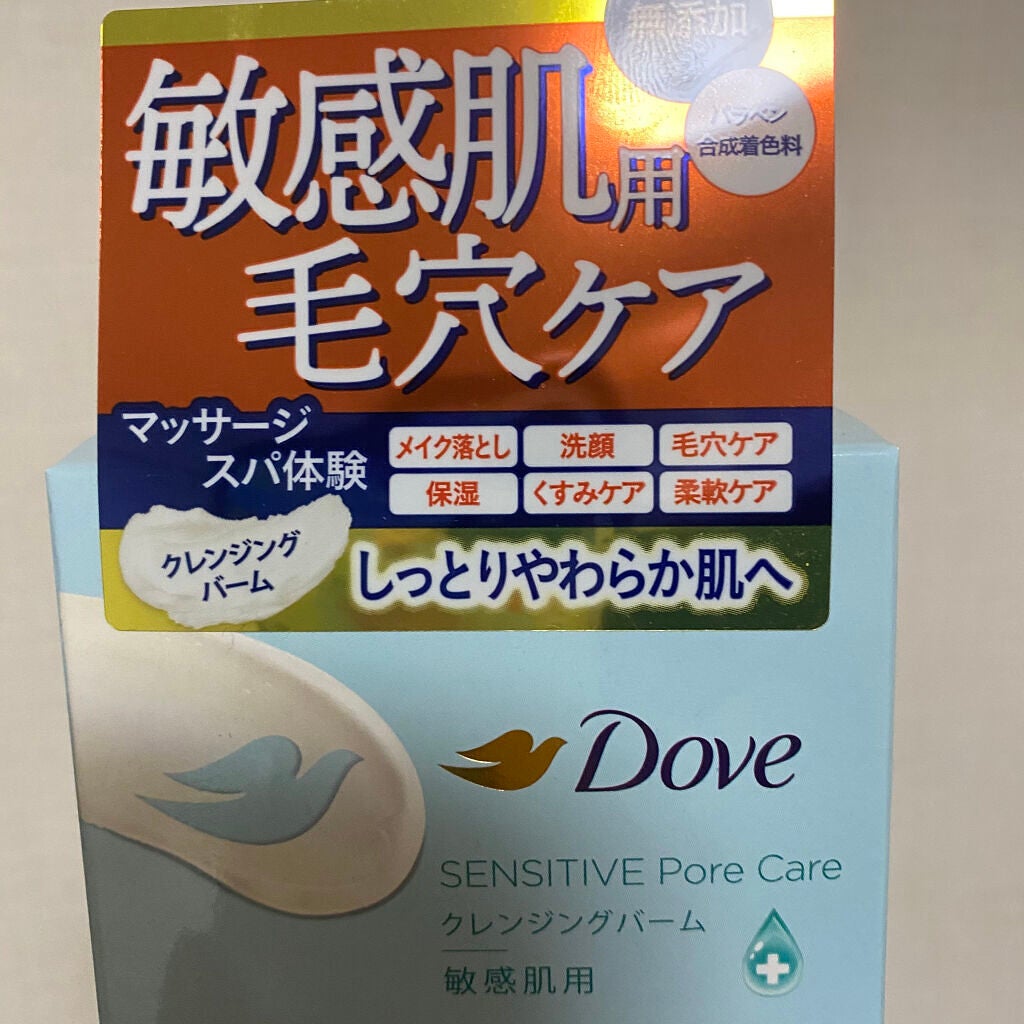 無添加
パラベン
合成着色料
敏感肌用
毛穴ケア
マッサージ
スパ体験
メイク落とし 洗顔 毛穴ケア
保湿 くすみケア 柔軟ケア
クレンジング
バーム
しっとりやわらか肌へ
Dove
SENSITIVE Pore Care
クレンジングバーム
敏感肌用